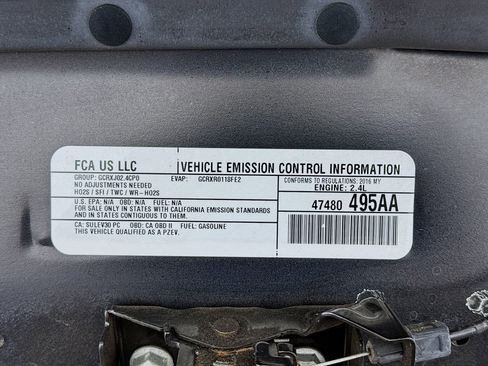 FCA US LLC
VEHICLE EMISSION CONTROL INFORMATION
GROUP: GCRXJ02.4CP0 EVAP: GCRXR0118FE2
CONFORMS TO REGULATIONS: 2016 MY
NO ADJUSTMENTS NEEDED
ENGINE: 2.4L
HO2S / SFI / TWC / WR-HO2S
U.S. EPA: N/A OBD: N/A FUEL: N/A
FOR SALE ONLY IN STATES WITH CALIFORNIA EMISSION STANDARDS
AND IN STATES CONTIGUOUS TO THEM.
47480 495AA
CA: SULEV30 PC OBD: CA OBD II FUEL: GASOLINE
THIS VEHICLE QUALIFIED AS A PZEV.